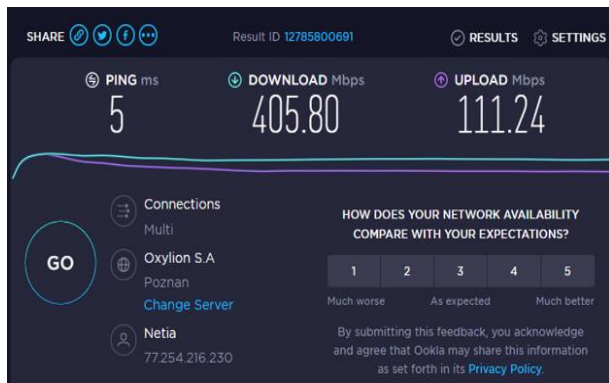 SHARE Result ID 12785800691 RESULTS SETTINGS
PING ms DOWNLOAD Mbps UPLOAD Mbps
5 405.80 111.24
Connections
Multi
GO
Oxylion S.A
Poznan
Change Server
Netia
77.254.216.230
HOW DOES YOUR NETWORK AVAILABILITY
COMPARE WITH YOUR EXPECTATIONS?
1 2 3 4 5
Much worse As expected Much better
By submitting this feedback, you acknowledge
and agree that Ookla may share this information
as set forth in its Privacy Policy.